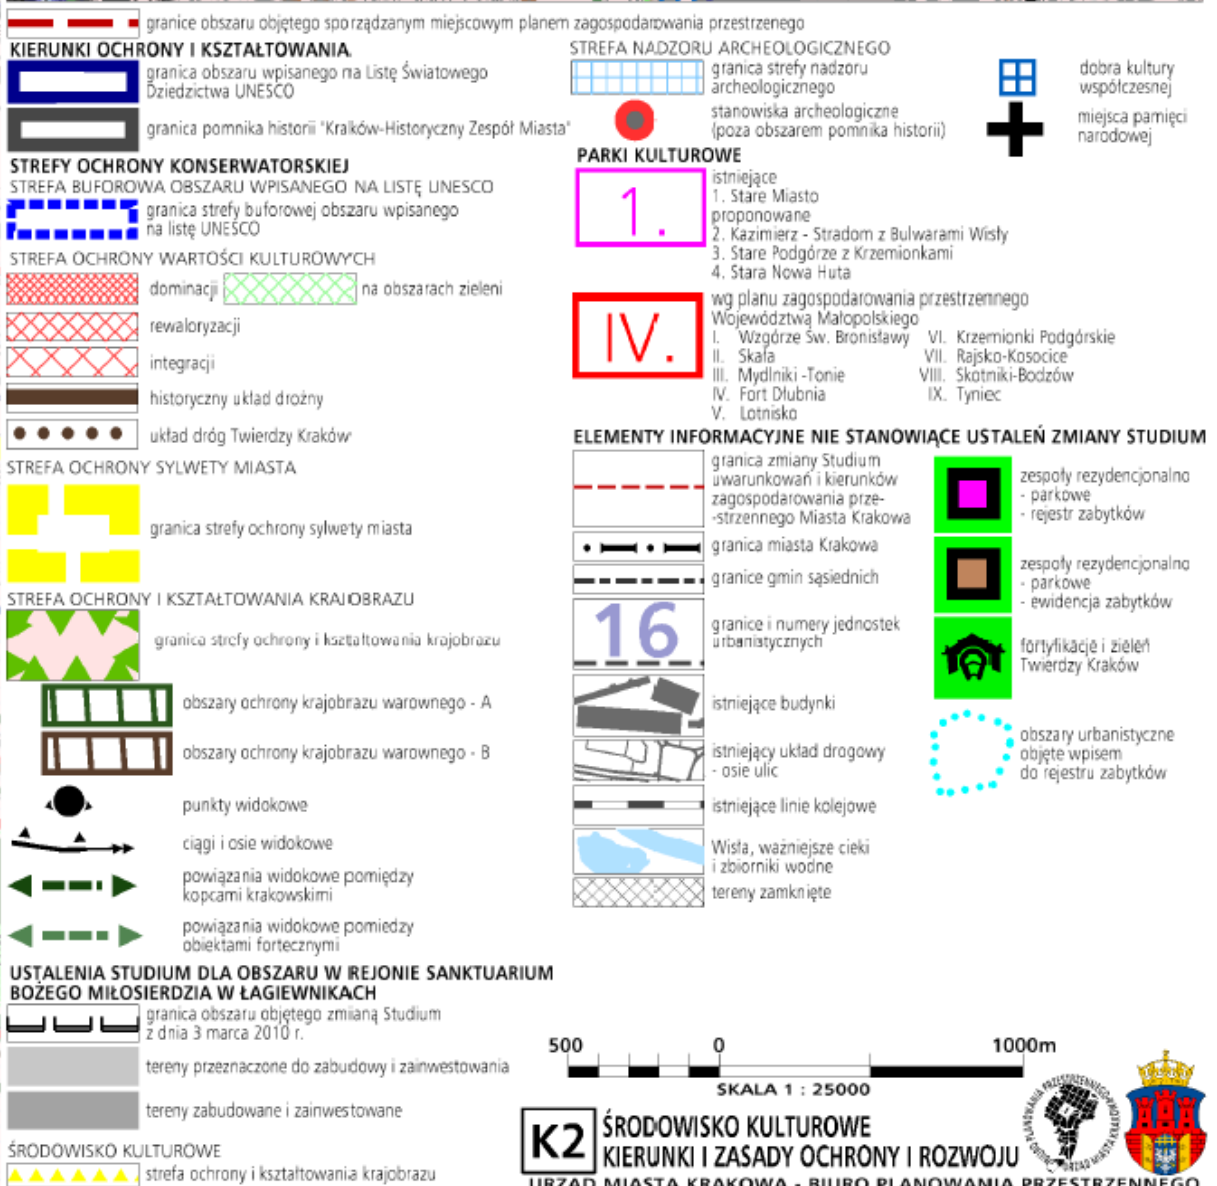 granice obszaru objętego sporządzanym miejscowym planem zagospodarowania przestrzenego
KIERUNKI OCHRONY I KSZTAŁTOWANIA
granica obszaru wpisanego na Listę Światowego
Dziedzictwa UNESCO
granica pomnika historii "Kraków-Historyczny Zespół Miasta"
STREFY OCHRONY KONSERWATORSKIEJ
STREFA BUFOROWA OBSZARU WPISANEGO NA LISTĘ UNESCO
granica strefy buforowej obszaru wpisanego
na listę UNESCO
STREFA OCHRONY WARTOŚCI KULTUROWYCH
dominacji
na obszarach zieleni
rewaloryzacji
integracji
historyczny układ drożny
układ dróg Twierdzy Kraków
STREFA OCHRONY SYLWETY MIASTA
granica strefy ochrony sylwety miasta
STREFA OCHRONY I KSZTAŁTOWANIA KRAJOBRAZU
granica strefy ochrony i kształtowania krajobrazu
obszary ochrony krajobrazu warownego - A
obszary ochrony krajobrazu warownego - B
punkty widokowe
ciągi i osie widokowe
powiązania widokowe pomiędzy
kopcami krakowskimi
powiązania widokowe pomiedzy
obiektami fortecznymi
USTALENIA STUDIUM DLA OBSZARU W REJONIE SANKTUARIUM
BOŻEGO MIŁOSIERDZIA W ŁAGIEWNIKACH
granica obszaru objętego zmianą Studium
z dnia 3 marca 2010 r.
tereny przeznaczone do zabudowy i zainwestowania
tereny zabudowane i zainwestowane
ŚRODOWISKO KULTUROWE
strefa ochrony i kształtowania krajobrazu
STREFA NADZORU ARCHEOLOGICZNEGO
granica strefy nadzoru
archeologicznego
stanowiska archeologiczne
(poza obszarem pomnika historii)
dobra kultury
współczesnej
miejsca pamięci
narodowej
PARKI KULTUROWE
1.
istniejące
1. Stare Miasto
proponowane
2. Kazimierz - Stradom z Bulwarami Wisły
3. Stare Podgórze z Krzemionkami
4. Stara Nowa Huta
IV.
wg planu zagospodarowania przestrzennego
Województwa Małopolskiego
I. Wzgórze Św. Bronisławy
II. Skała
III. Mydlniki -Tonie
IV. Fort Dłubnia
V. Lotnisko
VI. Krzemionki Podgórskie
VII. Rajsko-Kosocice
VIII. Skotniki-Bodzów
IX. Tyniec
ELEMENTY INFORMACYJNE NIE STANOWIĄCE USTALEŃ ZMIANY STUDIUM
granica zmiany Studium
uwarunkowań i kierunków
zagospodarowania prze-
-strzennego Miasta Krakowa
granica miasta Krakowa
granice gmin sąsiednich
16
granice i numery jednostek
urbanistycznych
istniejące budynki
istniejący układ drogowy
- osie ulic
istniejące linie kolejowe
Wisła, ważniejsze cieki
i zbiorniki wodne
tereny zamknięte
zespoły rezydencjonalno
- parkowe
- rejestr zabytków
zespoły rezydencjonalno
- parkowe
- ewidencja zabytków
fortyfikacje i zieleń
Twierdzy Kraków
obszary urbanistyczne
objęte wpisem
do rejestru zabytków
500 0 1000m
SKALA 1 : 25000
K2
ŚRODOWISKO KULTUROWE
KIERUNKI I ZASADY OCHRONY I ROZWOJU
URZĄD MIASTA KRAKOWA - BIURO PLANOWANIA PRZESTRZENNEGO